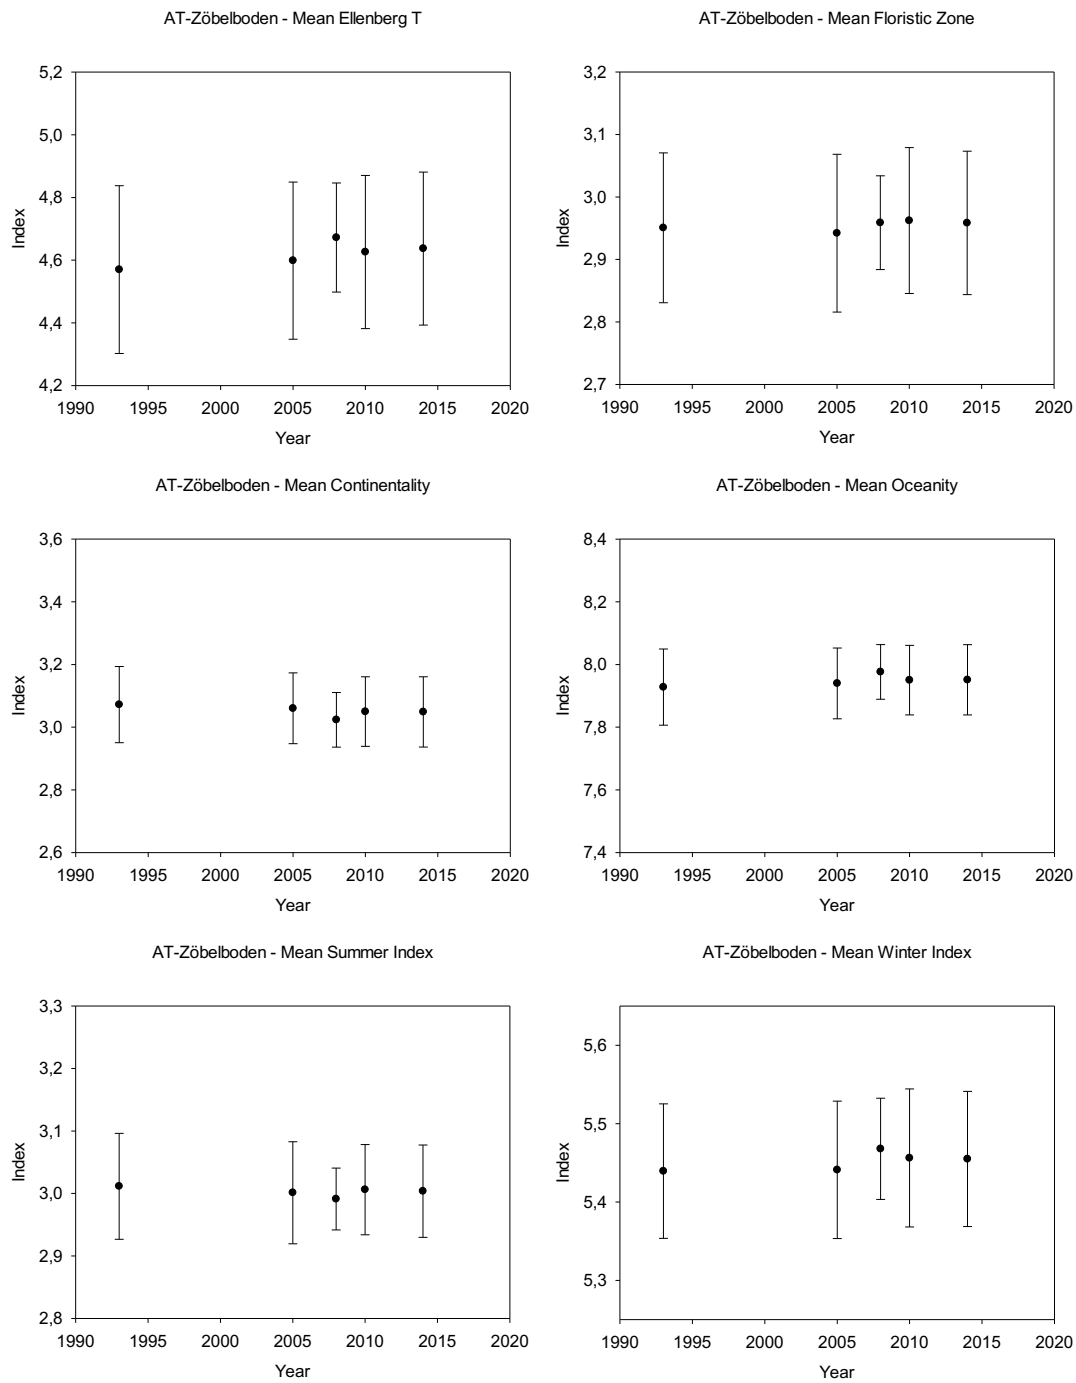 AT-Zöbelboden - Mean Ellenberg T
5,2
5,0
4,8
4,6
4,4
4,2
Index
1990 1995 2000 2005 2010 2015 2020
Year
AT-Zöbelboden - Mean Floristic Zone
3,2
3,1
3,0
2,9
2,8
2,7
Index
1990 1995 2000 2005 2010 2015 2020
Year
AT-Zöbelboden - Mean Continentality
3,6
3,4
3,2
3,0
2,8
2,6
Index
1990 1995 2000 2005 2010 2015 2020
Year
AT-Zöbelboden - Mean Oceanity
8,4
8,2
8,0
7,8
7,6
7,4
Index
1990 1995 2000 2005 2010 2015 2020
Year
AT-Zöbelboden - Mean Summer Index
3,3
3,2
3,1
3,0
2,9
2,8
Index
1990 1995 2000 2005 2010 2015 2020
Year
AT-Zöbelboden - Mean Winter Index
5,6
5,5
5,4
5,3
Index
1990 1995 2000 2005 2010 2015 2020
Year